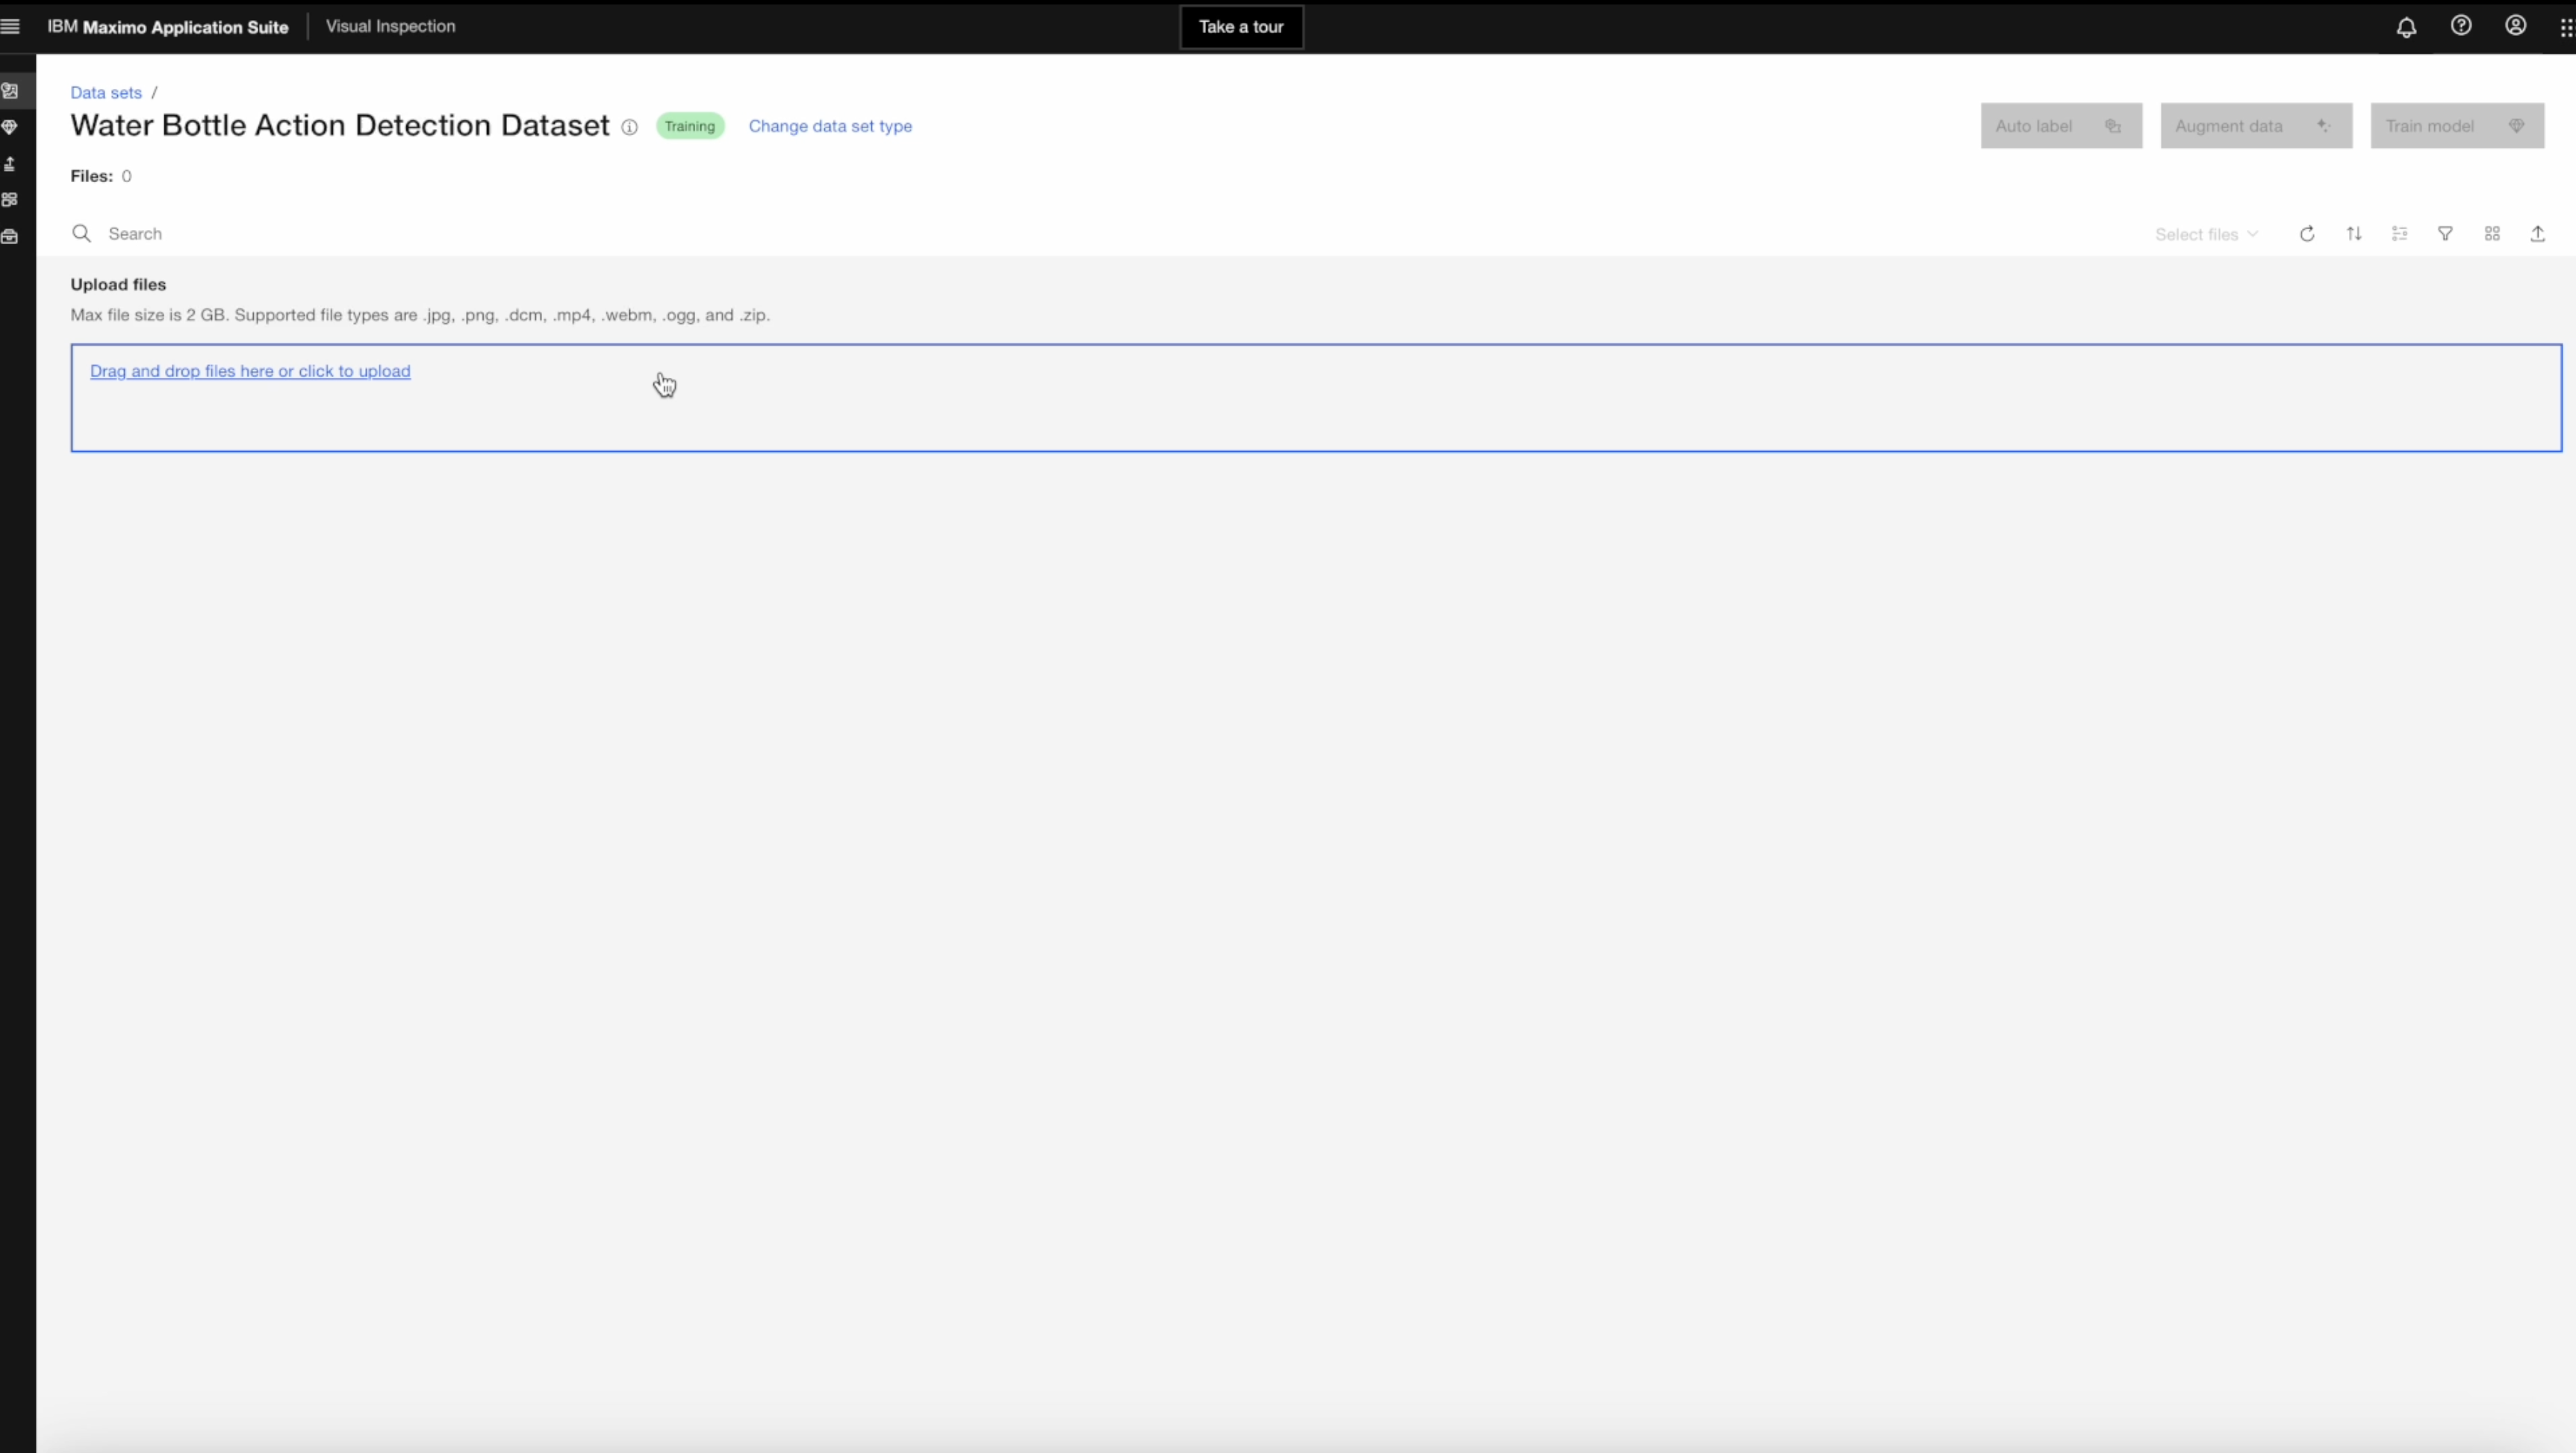 IBM Maximo Application Suite
Visual Inspection
Take a tour
Data sets /
Water Bottle Action Detection Dataset
Training
Change data set type
Auto label
Augment data
Train model
Files: 0
Search
Select files
Upload files
Max file size is 2 GB. Supported file types are .jpg, .png, .dcm, .mp4, .webm, .ogg, and .zip.
Drag and drop files here or click to upload